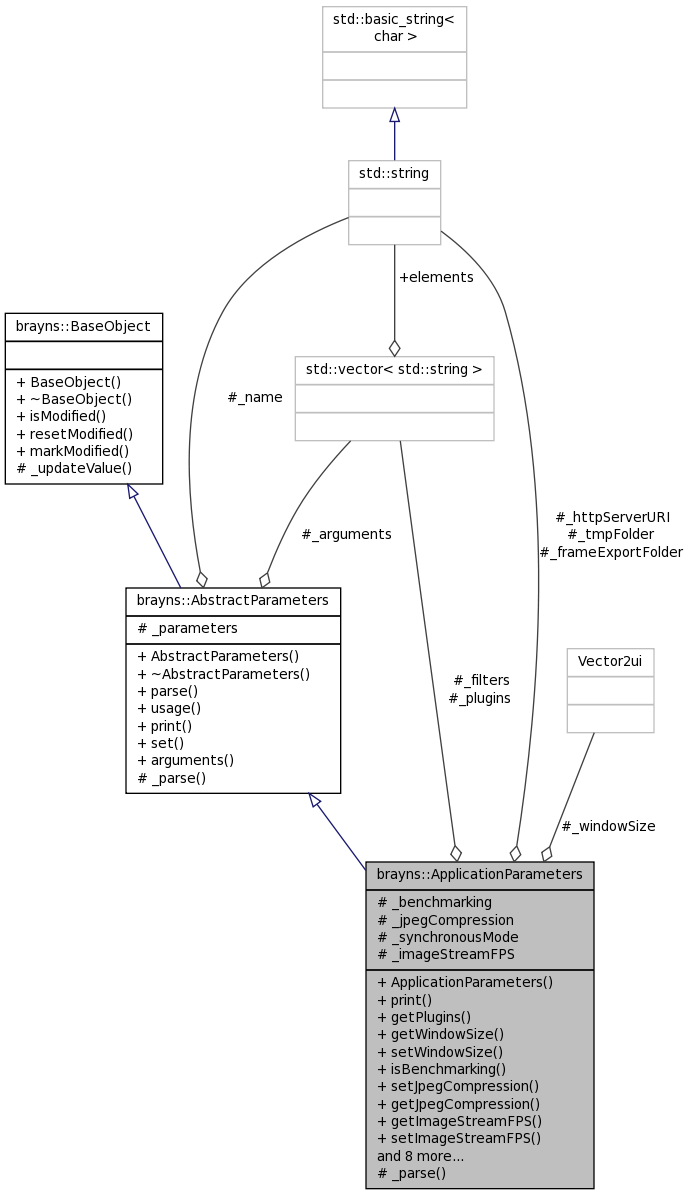 std::basic_string<
char >
std::string
+elements
brayns::BaseObject
+ BaseObject()
+ ~BaseObject()
+ isModified()
+ resetModified()
+ markModified()
# _updateValue()
std::vector< std::string >
#_name
#_arguments
#_httpServerURI
#_tmpFolder
#_frameExportFolder
brayns::AbstractParameters
# _parameters
+ AbstractParameters()
+ ~AbstractParameters()
+ parse()
+ usage()
+ print()
+ set()
+ arguments()
# _parse()
#_filters
#_plugins
Vector2ui
#_windowSize
brayns::ApplicationParameters
# _benchmarking
# _jpegCompression
# _synchronousMode
# _imageStreamFPS
+ ApplicationParameters()
+ print()
+ getPlugins()
+ getWindowSize()
+ setWindowSize()
+ isBenchmarking()
+ setJpegCompression()
+ getJpegCompression()
+ getImageStreamFPS()
+ setImageStreamFPS()
and 8 more...
# _parse()